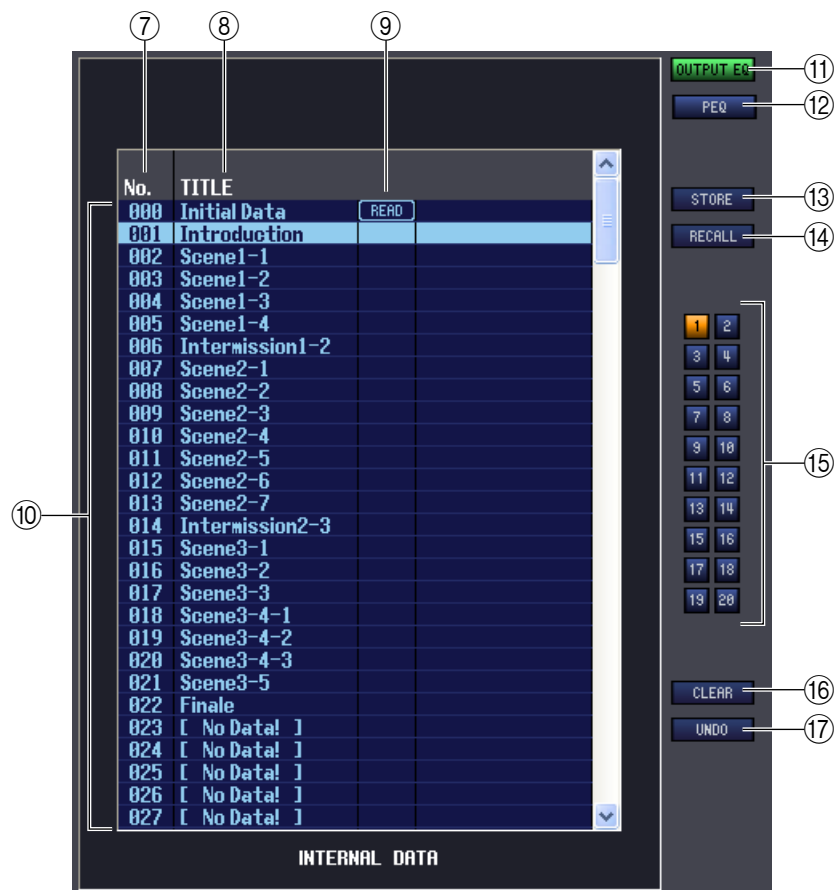 ⑦ ⑧ ⑨
OUTPUT EQ ⑪
PEQ ⑫
No. TITLE
STORE ⑬
RECALL ⑭
000 Initial Data READ
001 Introduction
002 Scene1-1
003 Scene1-2
004 Scene1-3
005 Scene1-4
006 Intermission1-2
007 Scene2-1
008 Scene2-2
009 Scene2-3
010 Scene2-4
011 Scene2-5
012 Scene2-6
013 Scene2-7
014 Intermission2-3
015 Scene3-1
016 Scene3-2
017 Scene3-3
018 Scene3-4-1
019 Scene3-4-2
020 Scene3-4-3
021 Scene3-5
022 Finale
023 [ No Data! ]
024 [ No Data! ]
025 [ No Data! ]
026 [ No Data! ]
027 [ No Data! ]
⑩
1 2
3 4
5 6
7 8
9 10
11 12
13 14
15 16
17 18
19 20
⑮
CLEAR ⑯
UNDO ⑰
INTERNAL DATA